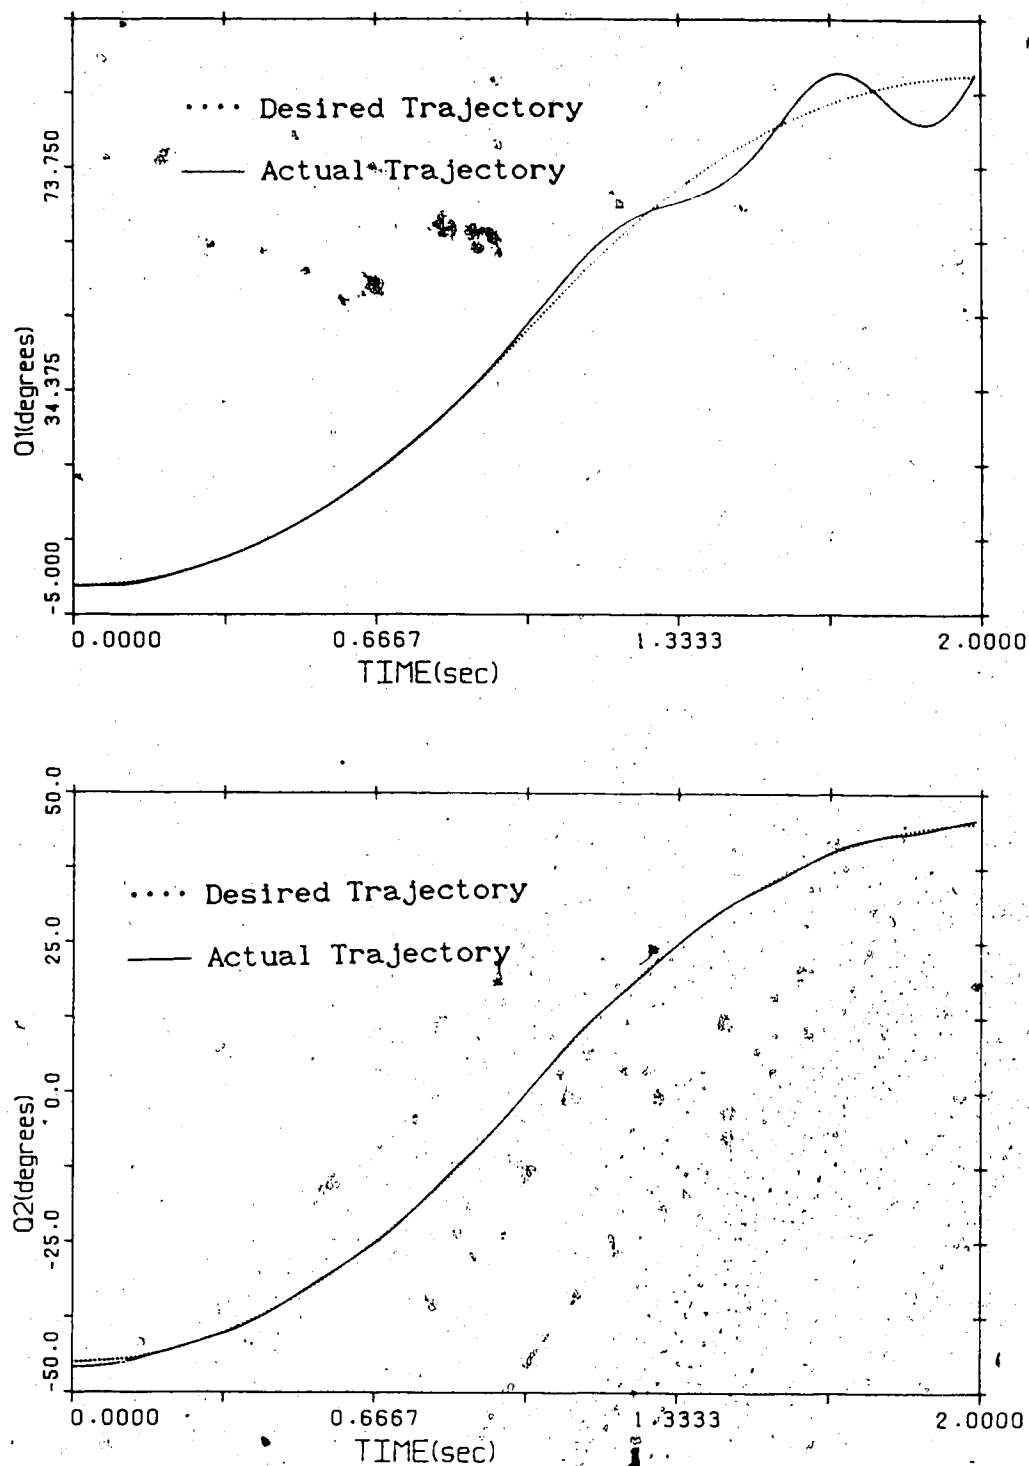 .... Desired Trajectory
—— Actual Trajectory
73.750
34.375
-5.000
Q1(degrees)
0.0000 0.6667 1.3333 2.0000
TIME(sec)
50.0
.... Desired Trajectory
25.0
—— Actual Trajectory
0.0
Q2(degrees)
-25.0
-50.0
0.0000 0.6667 1.3333 2.0000
TIME(sec)